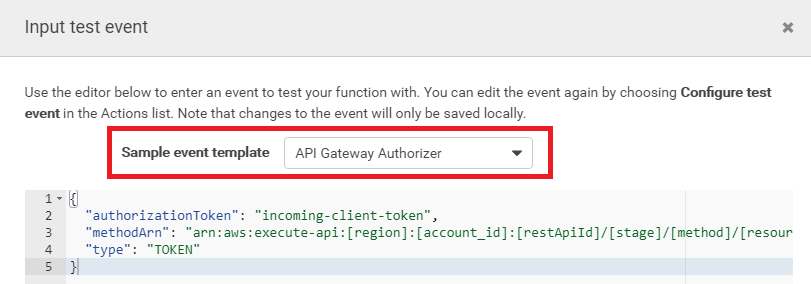 Input test event
Use the editor below to enter an event to test your function with. You can edit the event again by choosing Configure test
event in the Actions list. Note that changes to the event will only be saved locally.
Sample event template API Gateway Authorizer
1 {
2 "authorizationToken": "incoming-client-token",
3 "methodArn": "arn:aws:execute-api:[region]:[account_id]:[restApiId]/[stage]/[method]/[resour
4 "type": "TOKEN"
5 }